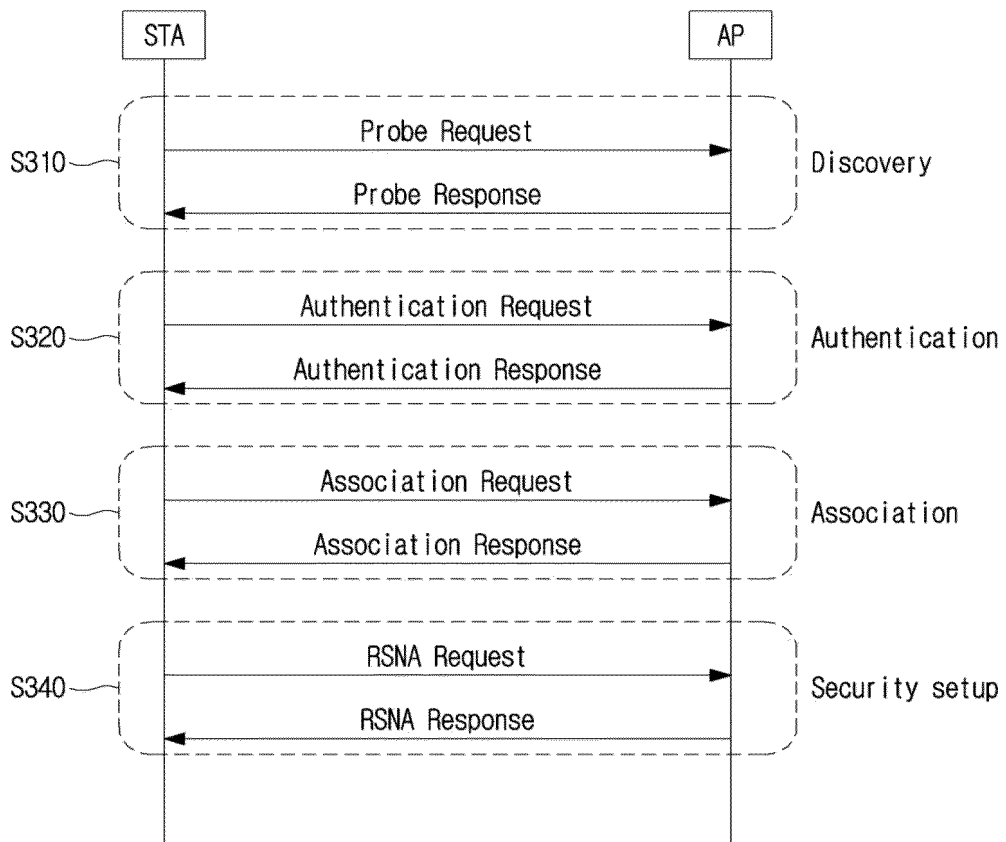 STA
AP
Probe Request
S310
Discovery
Probe Response
Authentication Request
S320
Authentication
Authentication Response
Association Request
S330
Association
Association Response
RSNA Request
S340
Security setup
RSNA Response